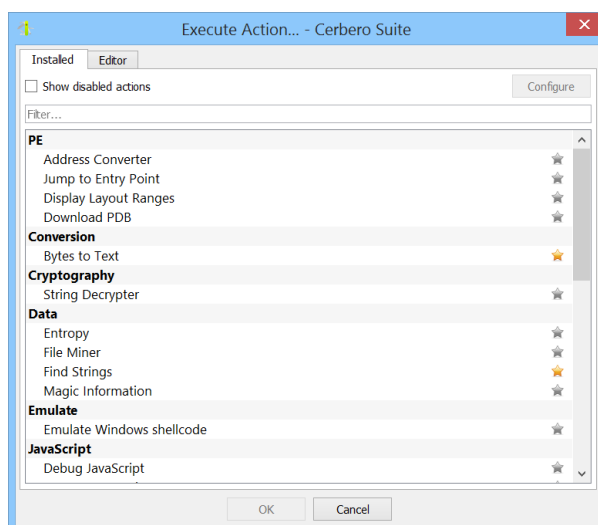 Execute Action... - Cerbero Suite
Installed
Editor
Show disabled actions
Configure
Filter...
PE
Address Converter
Jump to Entry Point
Display Layout Ranges
Download PDB
Conversion
Bytes to Text
Cryptography
String Decrypter
Data
Entropy
File Miner
Find Strings
Magic Information
Emulate
Emulate Windows shellcode
JavaScript
Debug JavaScript
OK
Cancel